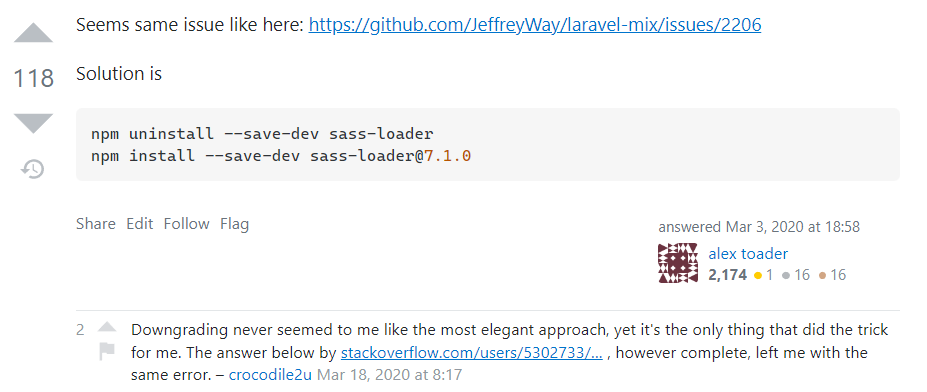 Seems same issue like here: https://github.com/JeffreyWay/laravel-mix/issues/2206
118
Solution is
npm uninstall --save-dev sass-loader
npm install --save-dev sass-loader@7.1.0
Share Edit Follow Flag
answered Mar 3, 2020 at 18:58
alex toader
2,174 1 16 16
2
Downgrading never seemed to me like the most elegant approach, yet it's the only thing that did the trick
for me. The answer below by stackoverflow.com/users/5302733/... , however complete, left me with the
same error. – crocodile2u Mar 18, 2020 at 8:17